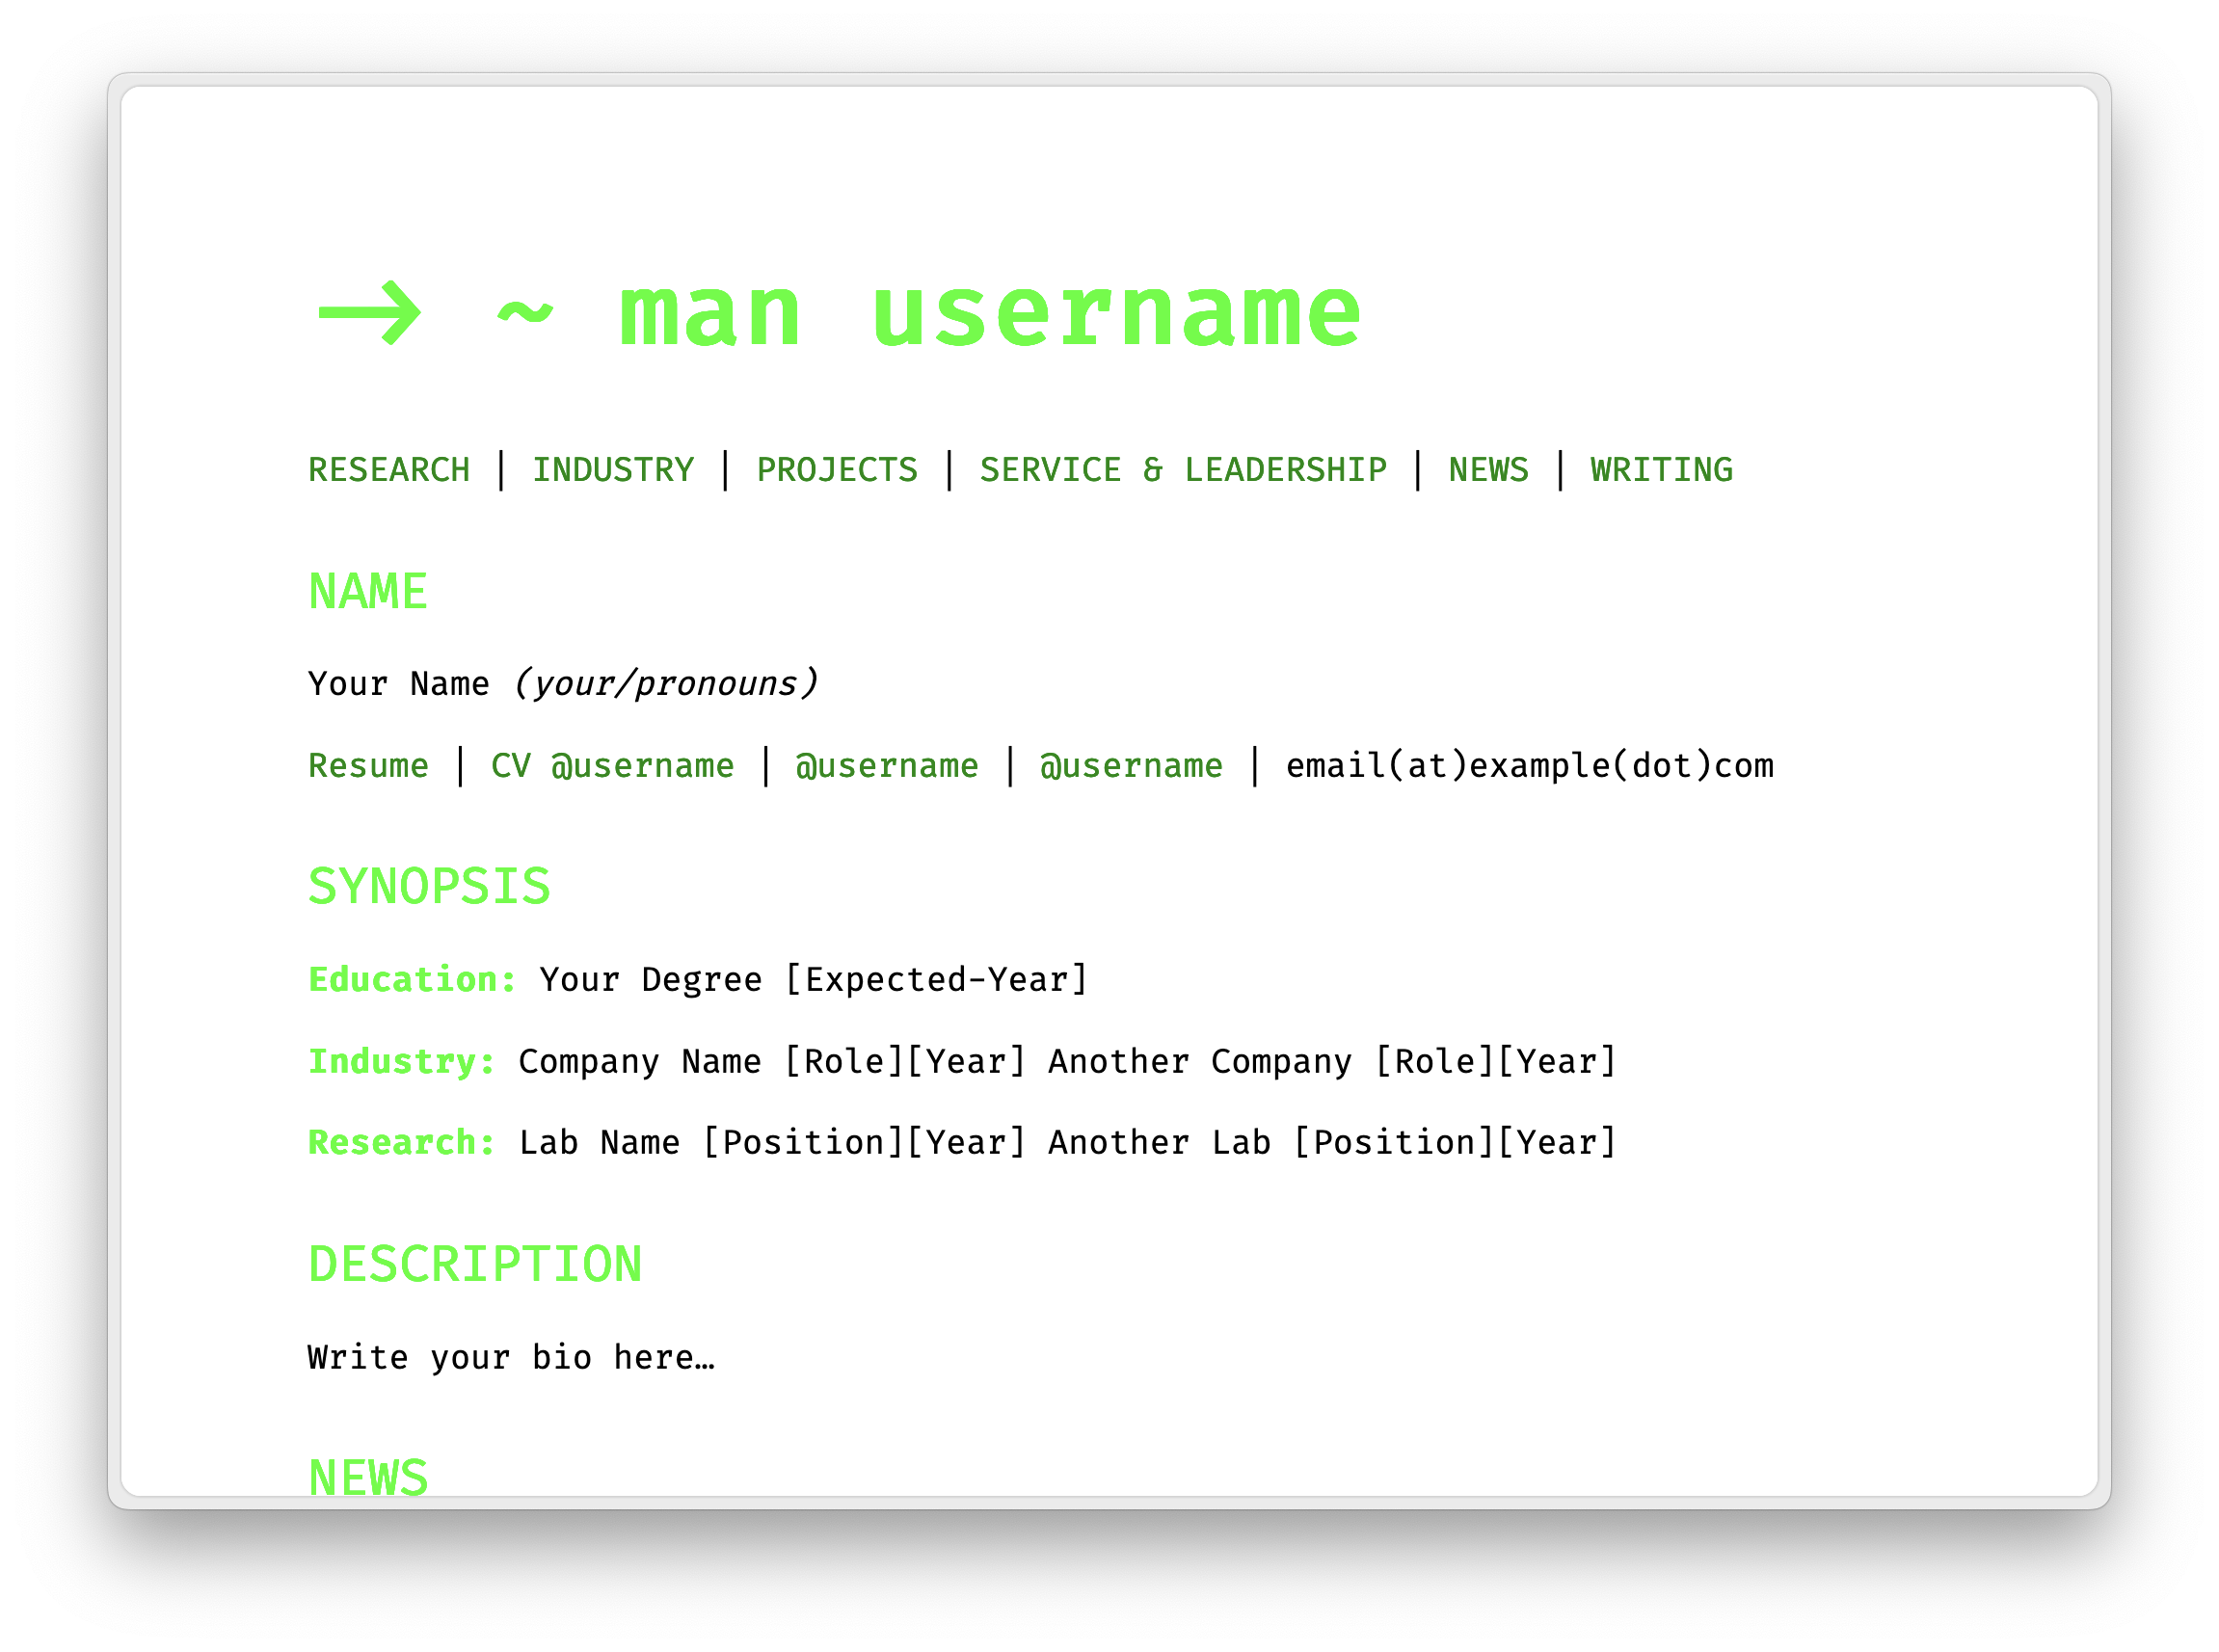 → ~ man username
RESEARCH | INDUSTRY | PROJECTS | SERVICE & LEADERSHIP | NEWS | WRITING
NAME
Your Name (your/pronouns)
Resume | CV @username | @username | @username | email(at)example(dot)com
SYNOPSIS
Education: Your Degree [Expected-Year]
Industry: Company Name [Role][Year] Another Company [Role][Year]
Research: Lab Name [Position][Year] Another Lab [Position][Year]
DESCRIPTION
Write your bio here…
NEWS